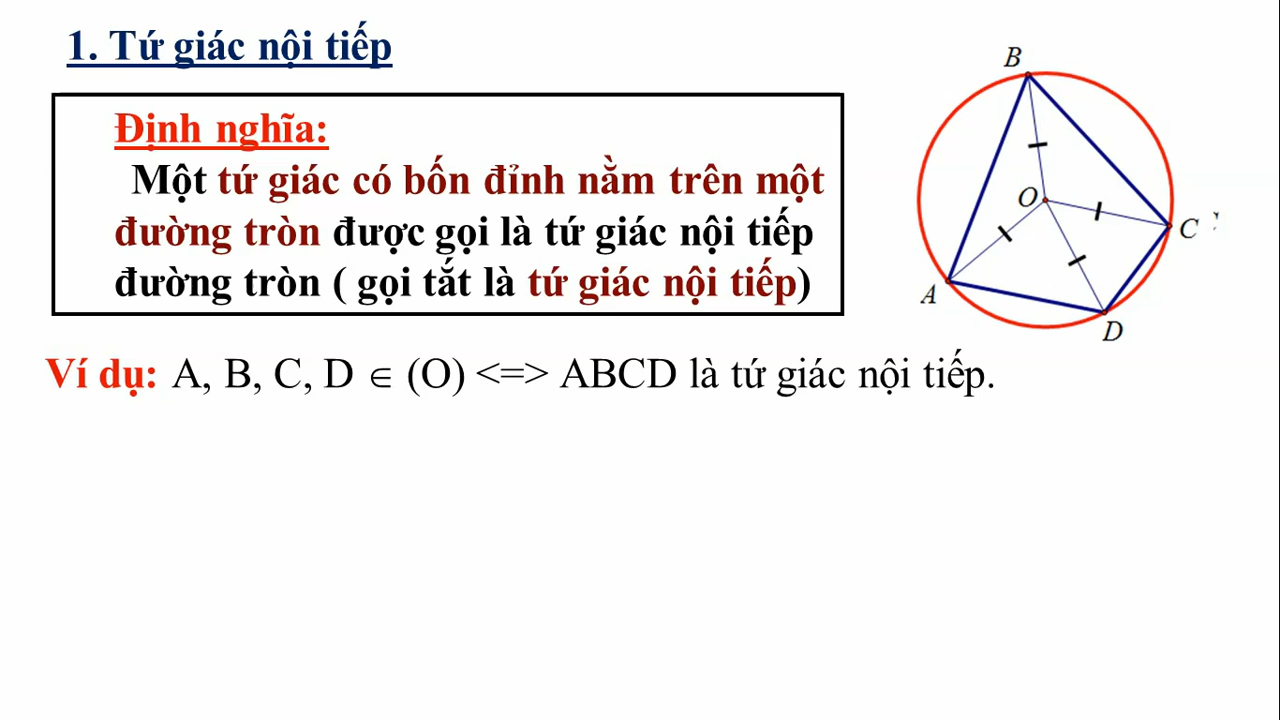 1. Tứ giác nội tiếp
Định nghĩa:
Một tứ giác có bốn đỉnh nằm trên một
đường tròn được gọi là tứ giác nội tiếp
đường tròn ( gọi tắt là tứ giác nội tiếp)
B
O
C
A
D
Ví dụ: A, B, C, D ∈ (O) <=> ABCD là tứ giác nội tiếp.